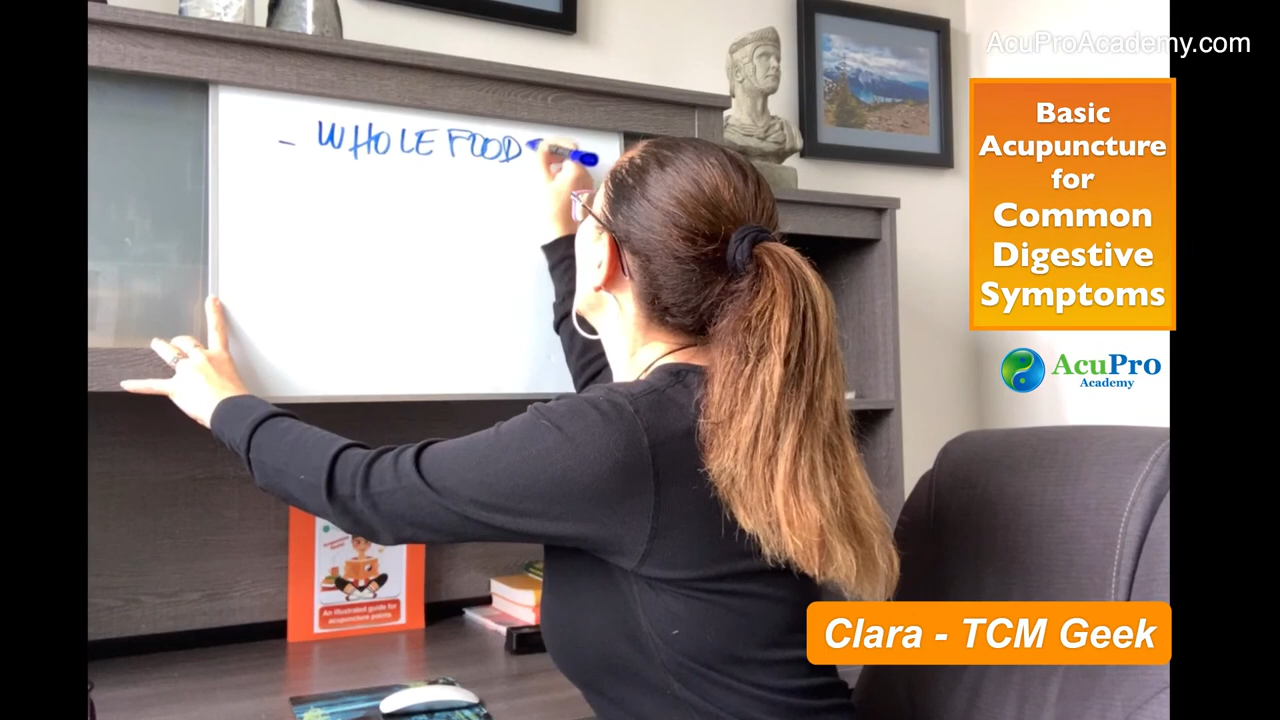 AcuProAcademy.com
- WHOLE FOOD
Basic
Acupuncture
for
Common
Digestive
Symptoms
AcuPro
Academy
An illustrated guide for
acupuncture points
Clara - TCM Geek